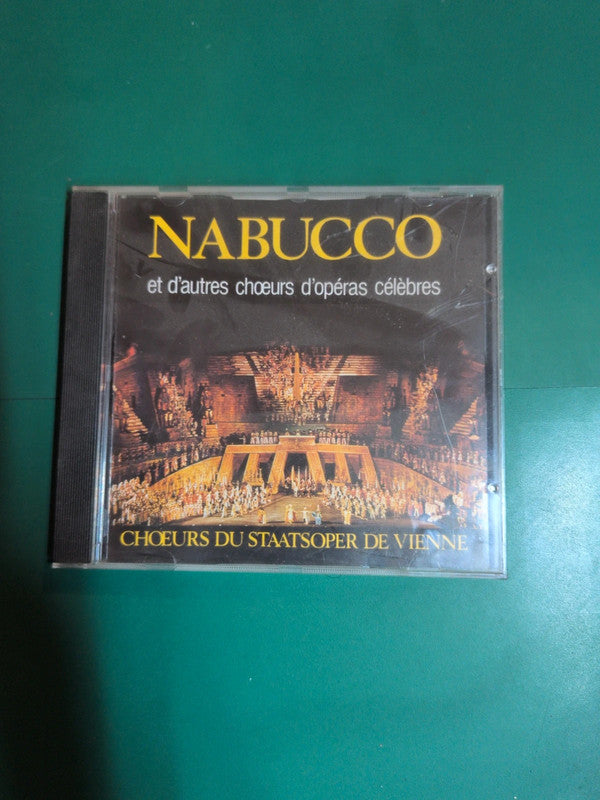 NABUCCO
et d'autres chœurs d'opéras célèbres
CHŒURS DU STAATSOPER DE VIENNE